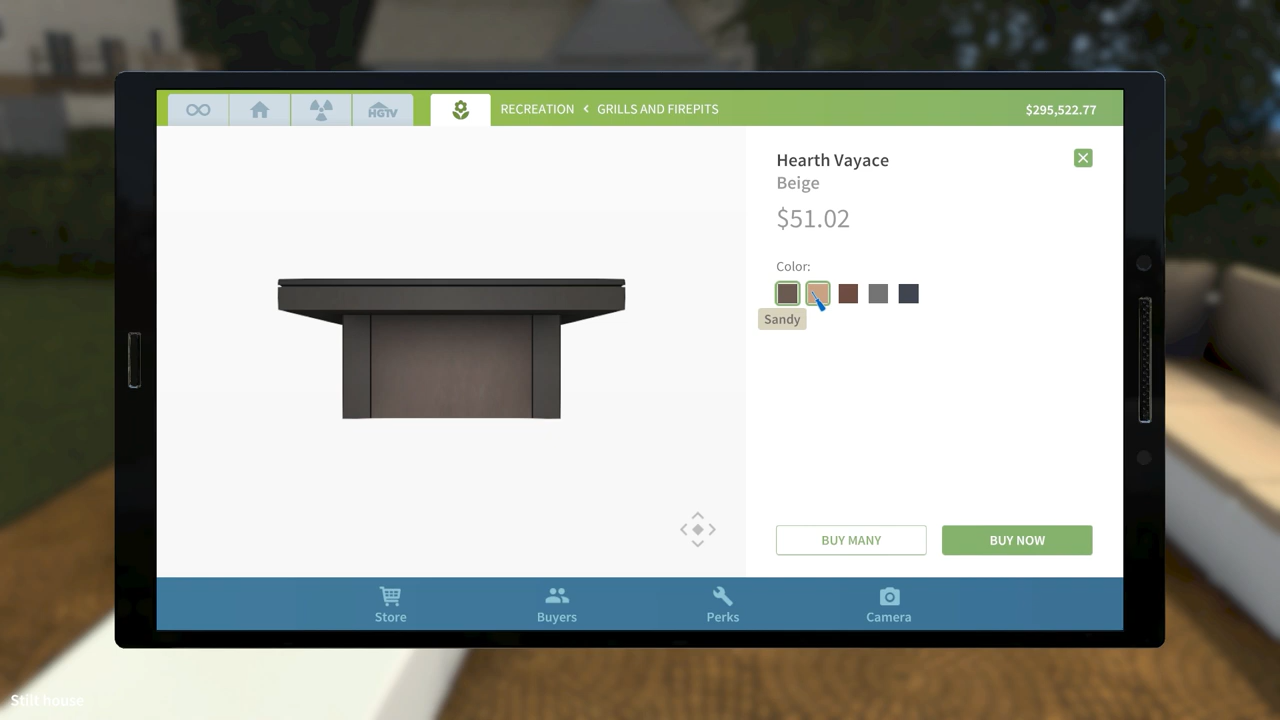 HGTV
RECREATION < GRILLS AND FIREPITS
$295,522.77
Hearth Vayace
Beige
$51.02
Color:
Sandy
BUY MANY
BUY NOW
Store
Buyers
Perks
Camera
Stilt house